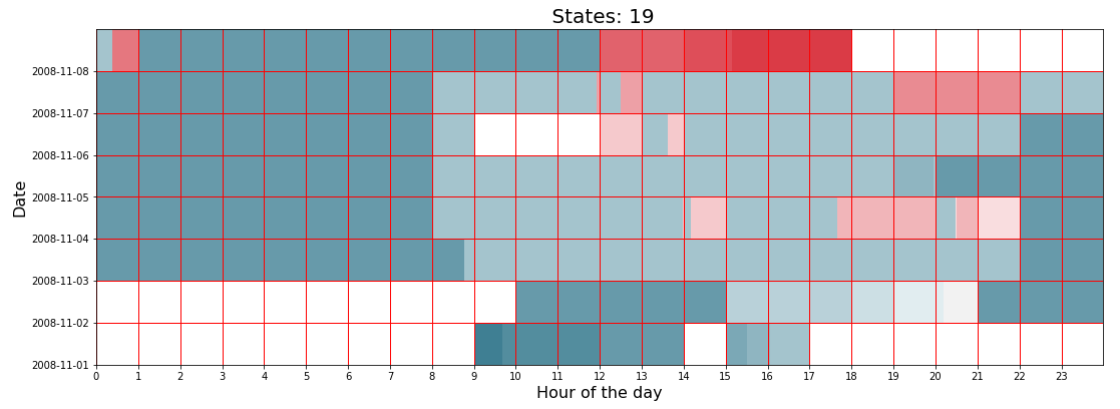 States: 19
2008-11-08
2008-11-07
2008-11-06
2008-11-05
2008-11-04
2008-11-03
2008-11-02
2008-11-01
Date
0 1 2 3 4 5 6 7 8 9 10 11 12 13 14 15 16 17 18 19 20 21 22 23
Hour of the day